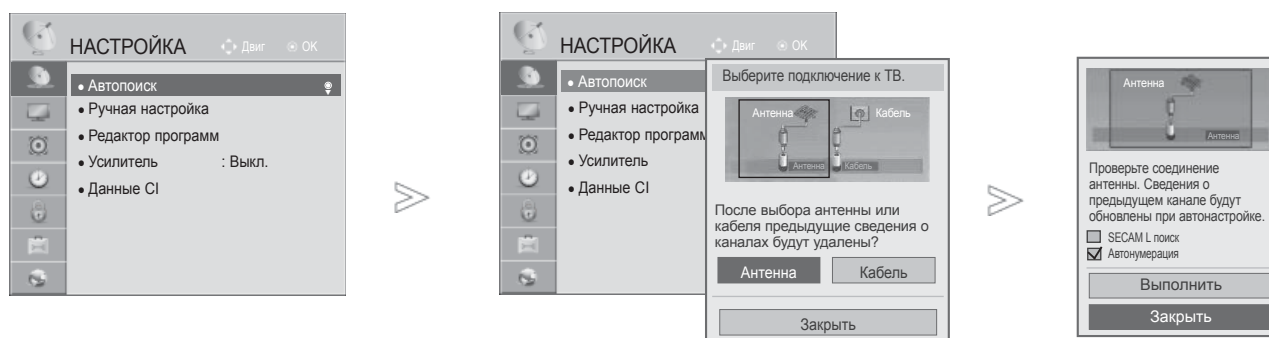 НАСТРОЙКА Двиг OK
• Автопоиск
• Ручная настройка
• Редактор программ
• Усилитель : Выкл.
• Данные CI
НАСТРОЙКА Двиг OK
• Автопоиск
• Ручная настройка
• Редактор программ
• Усилитель
• Данные CI
Выберите подключение к ТВ.
Антенна Кабель
Антенна Кабель
После выбора антенны или
кабеля предыдущие сведения о
каналах будут удалены?
Антенна Кабель
Закрыть
Антенна
Антенна
Проверьте соединение
антенны. Сведения о
предыдущем канале будут
обновлены при автонастройке.
SECAM L поиск
Автонумерация
Выполнить
Закрыть